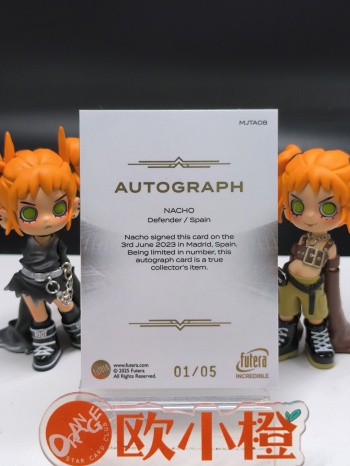 MJTAO8
AUTOGRAPH
NACHO
Defender / Spain
Nacho signed this card on the
3rd June 2023 in Madrid, Spain.
Being limited in number, this
autograph card is a true
collector's item.
www.futera.com
© 2025 Futera
All Rights Reserved.
01/05
futera
INCREDIBLE
ORANGE
STAR CARD CLUB
欧小橙